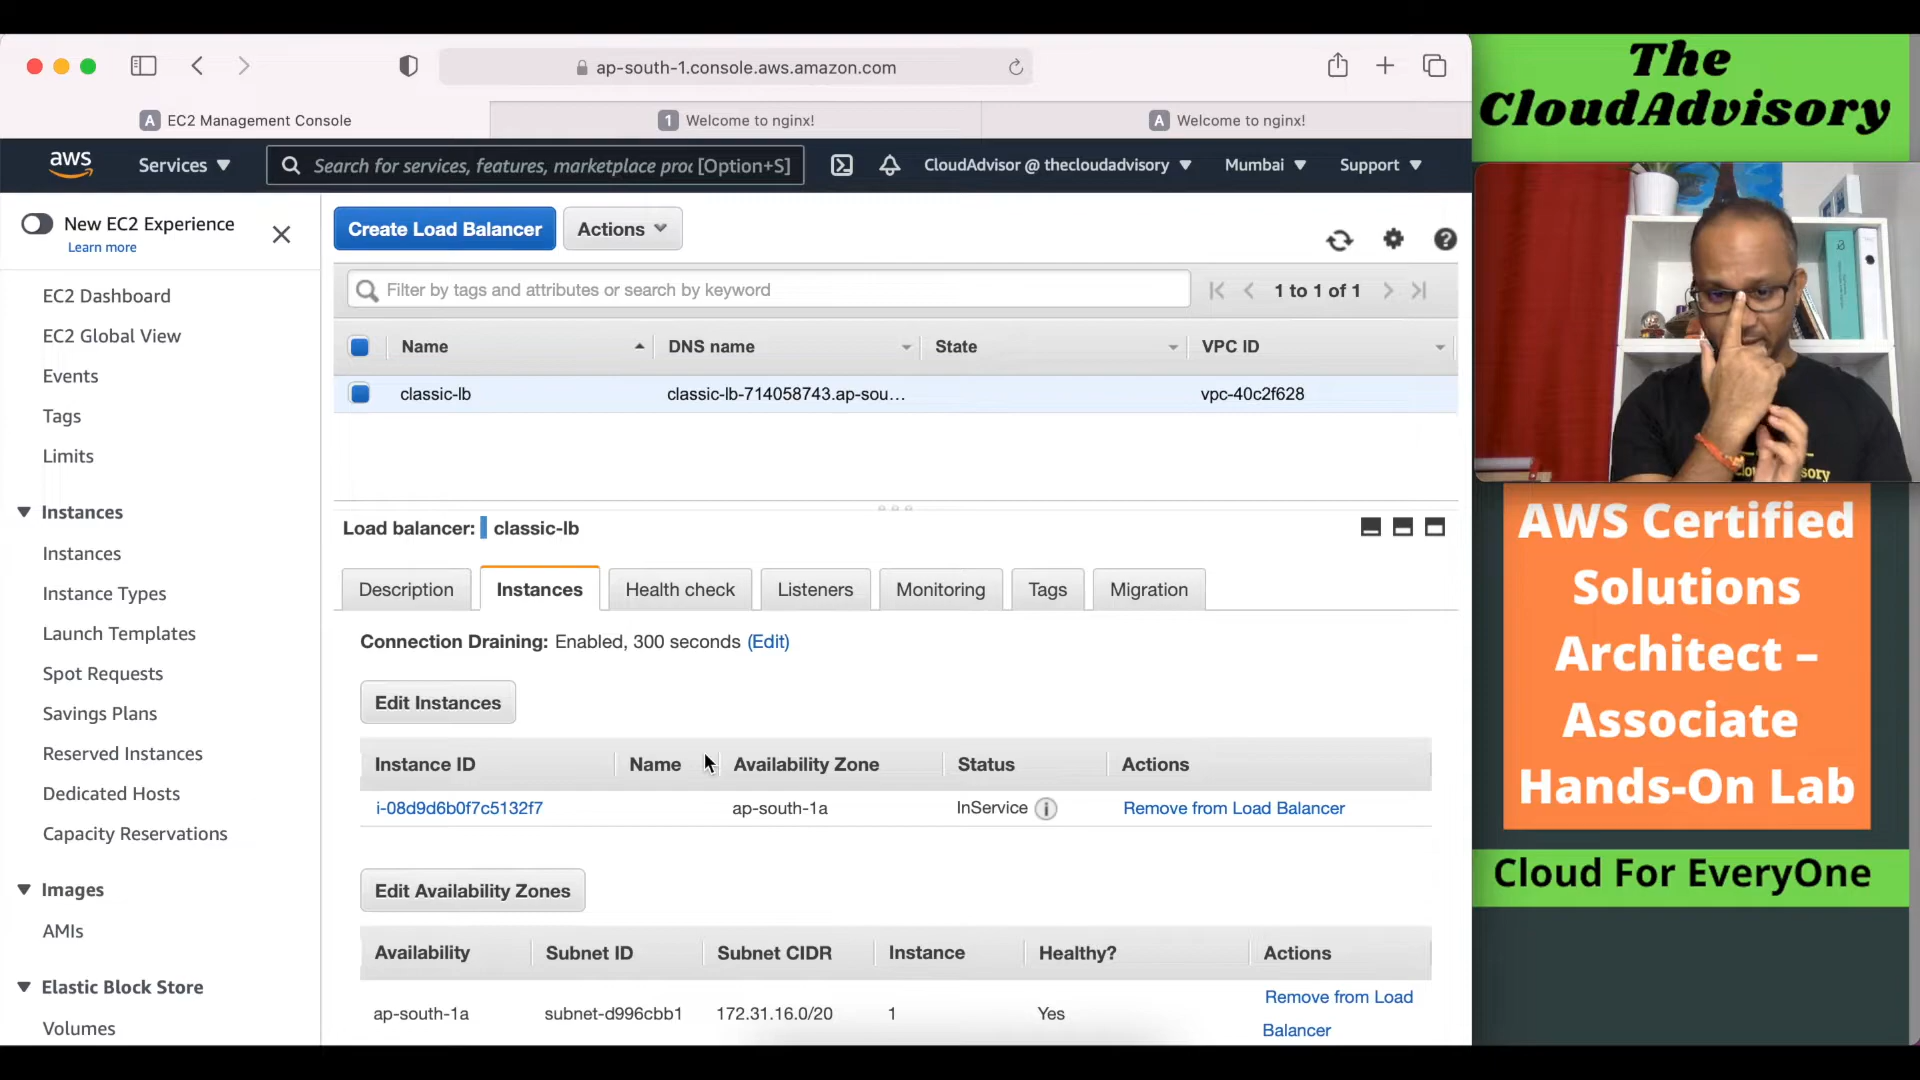 ap-south-1.console.aws.amazon.com
A EC2 Management Console
1 Welcome to nginx!
A Welcome to nginx!
aws
Services
Search for services, features, marketplace proc [Option+S]
CloudAdvisor @ thecloudadvisory
Mumbai
Support
New EC2 Experience
Learn more
EC2 Dashboard
EC2 Global View
Events
Tags
Limits
Instances
Instances
Instance Types
Launch Templates
Spot Requests
Savings Plans
Reserved Instances
Dedicated Hosts
Capacity Reservations
Images
AMIs
Elastic Block Store
Volumes
Create Load Balancer
Actions
Filter by tags and attributes or search by keyword
1 to 1 of 1
Name DNS name State VPC ID
classic-lb classic-lb-714058743.ap-sou... vpc-40c2f628
Load balancer: classic-lb
Description Instances Health check Listeners Monitoring Tags Migration
Connection Draining: Enabled, 300 seconds (Edit)
Edit Instances
Instance ID Name Availability Zone Status Actions
i-08d9d6b0f7c5132f7 ap-south-1a InService i Remove from Load Balancer
Edit Availability Zones
Availability Subnet ID Subnet CIDR Instance Healthy? Actions
ap-south-1a subnet-d996cbb1 172.31.16.0/20 1 Yes Remove from Load
Balancer
The
CloudAdvisory
AWS Certified
Solutions
Architect –
Associate
Hands-On Lab
Cloud For EveryOne